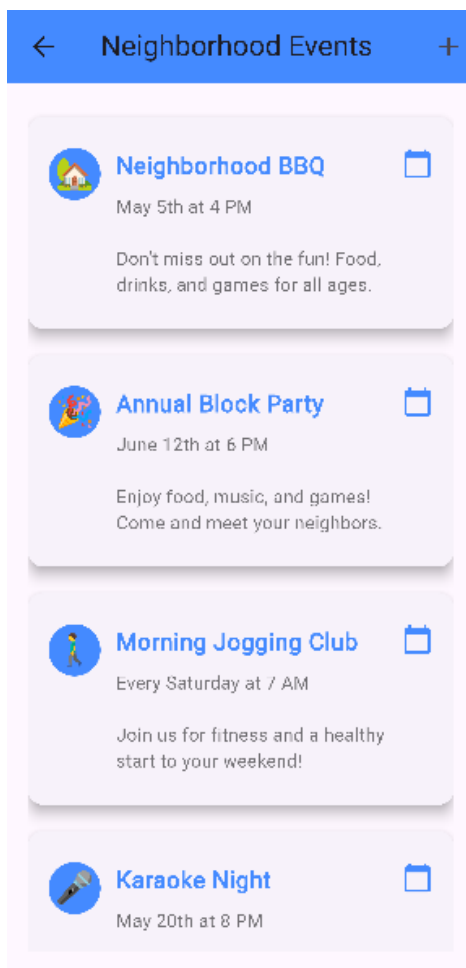 Neighborhood Events
Neighborhood BBQ
May 5th at 4 PM
Don't miss out on the fun! Food,
drinks, and games for all ages.
Annual Block Party
June 12th at 6 PM
Enjoy food, music, and games!
Come and meet your neighbors.
Morning Jogging Club
Every Saturday at 7 AM
Join us for fitness and a healthy
start to your weekend!
Karaoke Night
May 20th at 8 PM